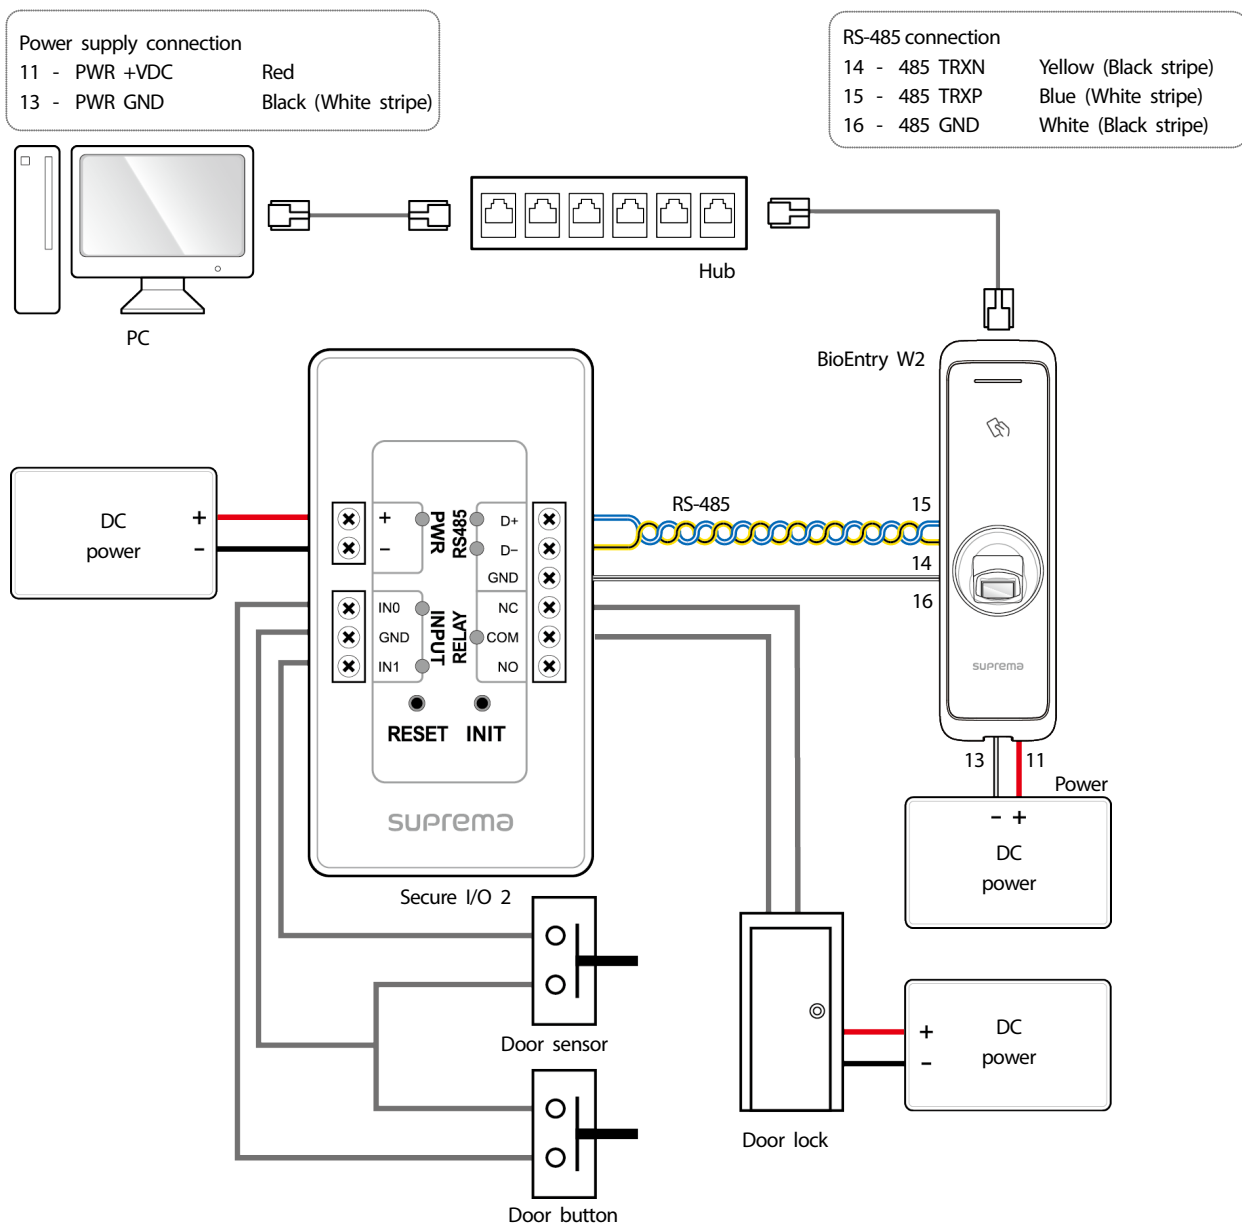 Power supply connection
11 - PWR +VDC Red
13 - PWR GND Black (White stripe)
RS-485 connection
14 - 485 TRXN Yellow (Black stripe)
15 - 485 TRXP Blue (White stripe)
16 - 485 GND White (Black stripe)
Hub
PC
BioEntry W2
DC
power
+
-
+
-
PWR
RS485
D+
D-
GND
RS-485
15
14
16
IN0
GND
IN1
INPUT
RELAY
NC
COM
NO
RESET INIT
suprema
Secure I/O 2
suprema
13
11
Power
- +
DC
power
Door sensor
Door button
Door lock
+
-
DC
power